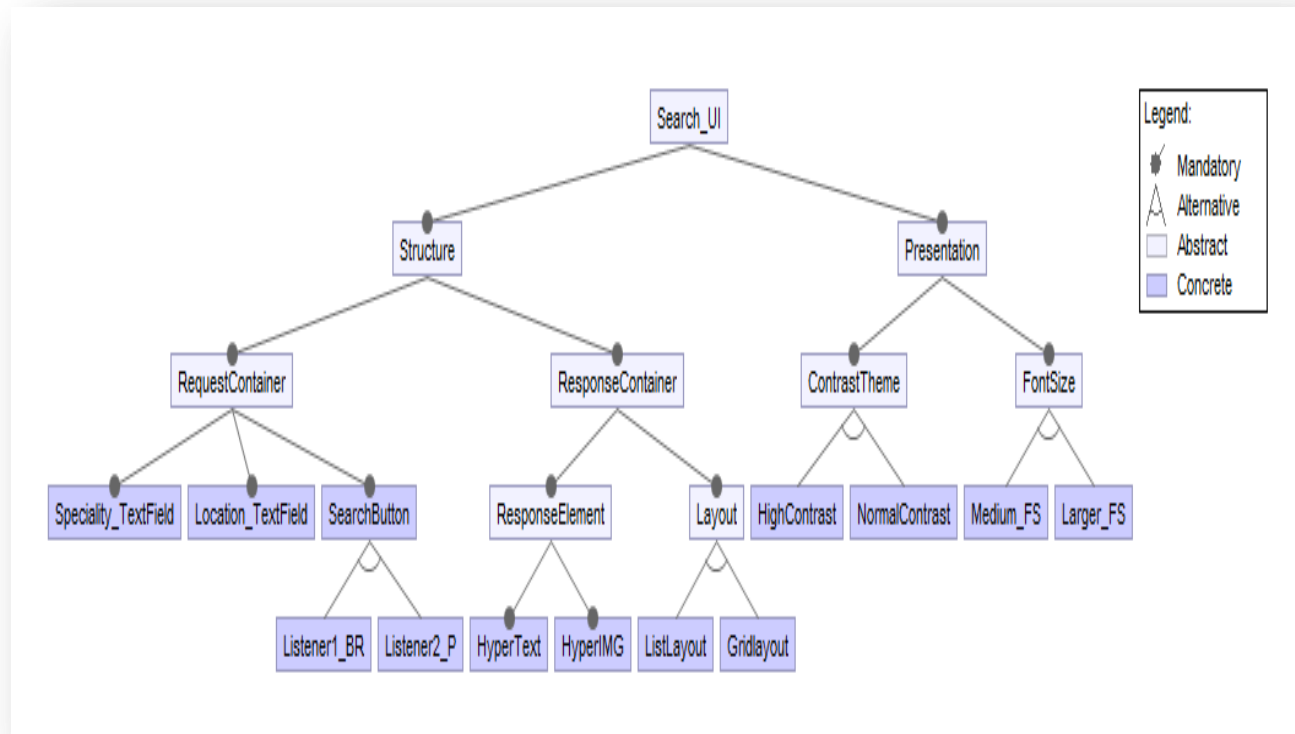 Search_UI
Legend:
Mandatory
Alternative
Abstract
Concrete
Structure
Presentation
RequestContainer
ResponseContainer
ContrastTheme
FontSize
Speciality_TextField
Location_TextField
SearchButton
ResponseElement
Layout
HighContrast
NormalContrast
Medium_FS
Larger_FS
Listener1_BR
Listener2_P
HyperText
HyperIMG
ListLayout
Gridlayout